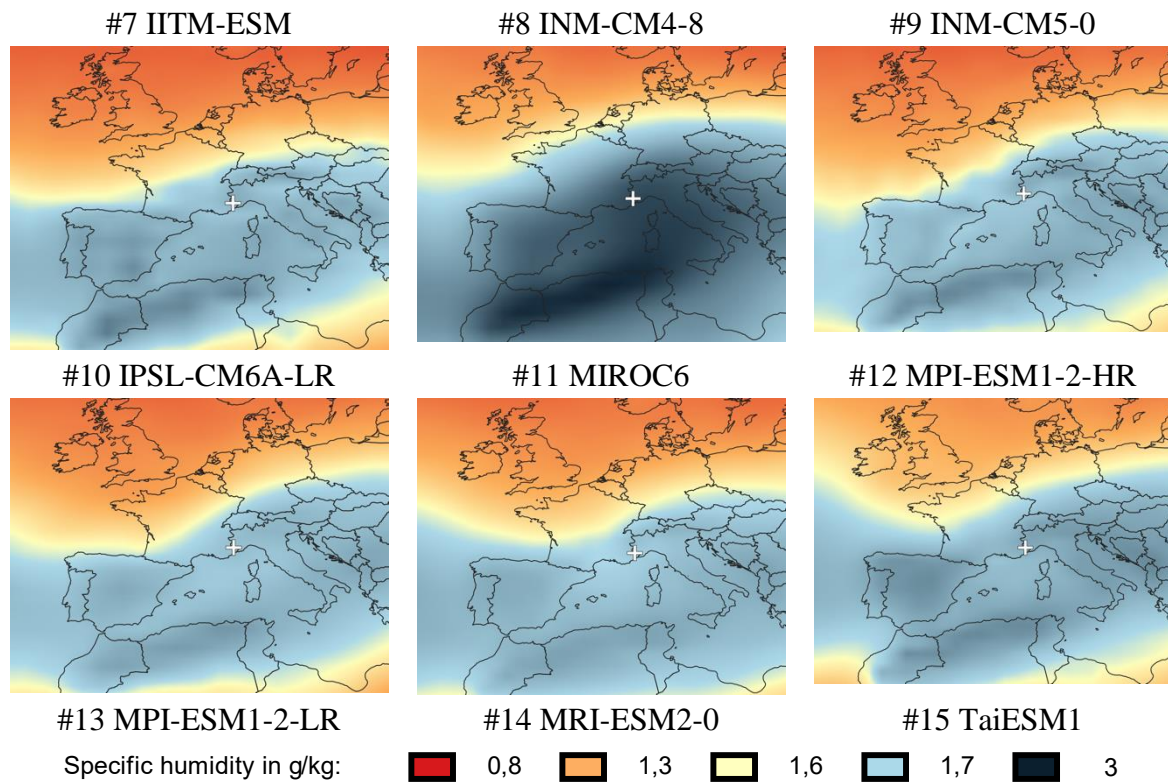 #7 IITM-ESM #8 INM-CM4-8 #9 INM-CM5-0
#10 IPSL-CM6A-LR #11 MIROC6 #12 MPI-ESM1-2-HR
#13 MPI-ESM1-2-LR #14 MRI-ESM2-0 #15 TaiESM1
Specific humidity in g/kg: 0,8 1,3 1,6 1,7 3